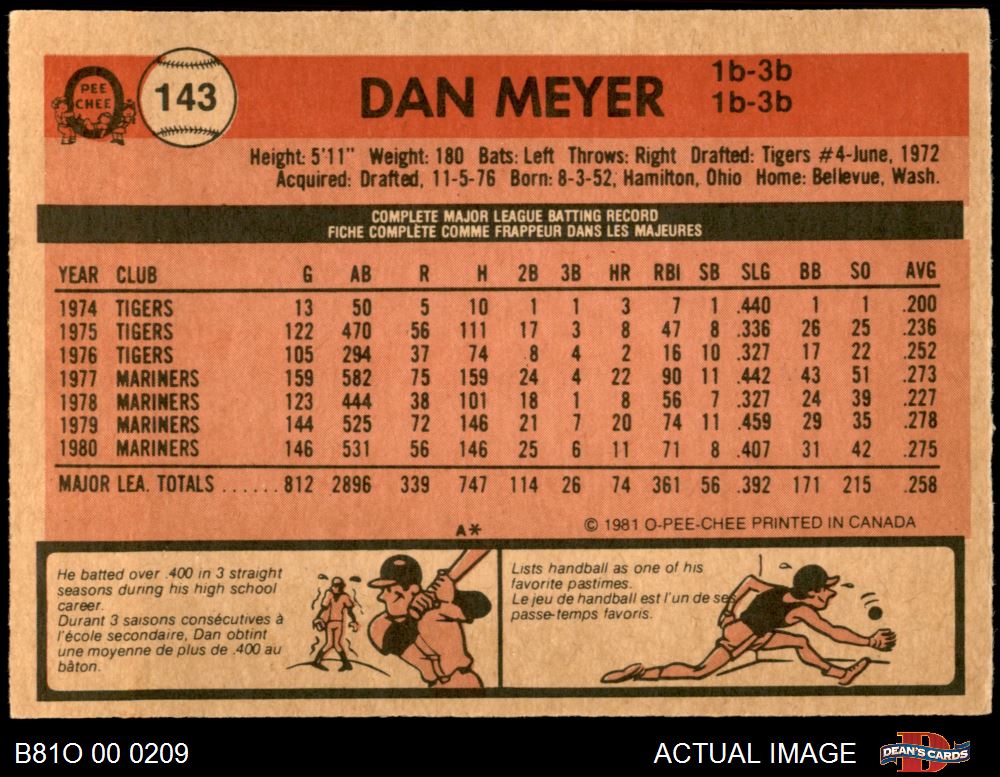 PEE
CHEE
143
DAN MEYER
1b-3b
1b-3b
Height: 5'11" Weight: 180 Bats: Left Throws: Right Drafted: Tigers #4-June, 1972
Acquired: Drafted, 11-5-76 Born: 8-3-52, Hamilton, Ohio Home: Bellevue, Wash.
COMPLETE MAJOR LEAGUE BATTING RECORD
FICHE COMPLÈTE COMME FRAPPEUR DANS LES MAJEURES
YEAR CLUB G AB R H 2B 3B HR RBI SB SLG BB SO AVG
1974 TIGERS 13 50 5 10 1 1 3 7 1 .440 1 1 .200
1975 TIGERS 122 470 56 111 17 3 8 47 8 .336 26 25 .236
1976 TIGERS 105 294 37 74 8 4 2 16 10 .327 17 22 .252
1977 MARINERS 159 582 75 159 24 4 22 90 11 .442 43 51 .273
1978 MARINERS 123 444 38 101 18 1 8 56 7 .327 24 39 .227
1979 MARINERS 144 525 72 146 21 7 20 74 11 .459 29 35 .278
1980 MARINERS 146 531 56 146 25 6 11 71 8 .407 31 42 .275
MAJOR LEA. TOTALS ...... 812 2896 339 747 114 26 74 361 56 .392 171 215 .258
A* © 1981 O-PEE-CHEE PRINTED IN CANADA
He batted over .400 in 3 straight
seasons during his high school
career.
Durant 3 saisons consécutives à
l'école secondaire, Dan obtint
une moyenne de plus de .400 au
bâton.
Lists handball as one of his
favorite pastimes.
Le jeu de handball est l'un de ses
passe-temps favoris.
B81O 00 0209
ACTUAL IMAGE
DEAN'S CARDS